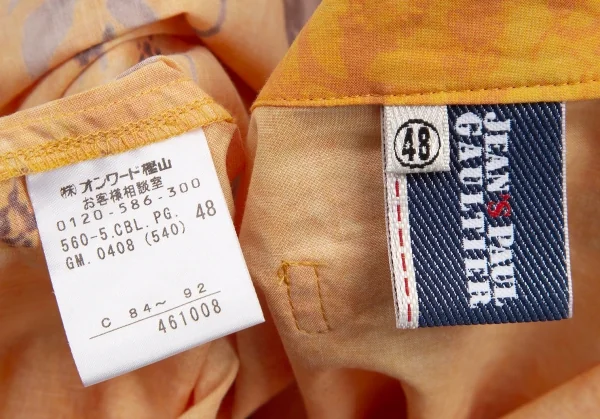 ㈱オンワード樫山
お客様相談室
0120-586-300
560-5.CBL.PG. 48
GM.0408 (540)
C 84～ 92
461008
48
JEAN'S PAUL
GAULTIER